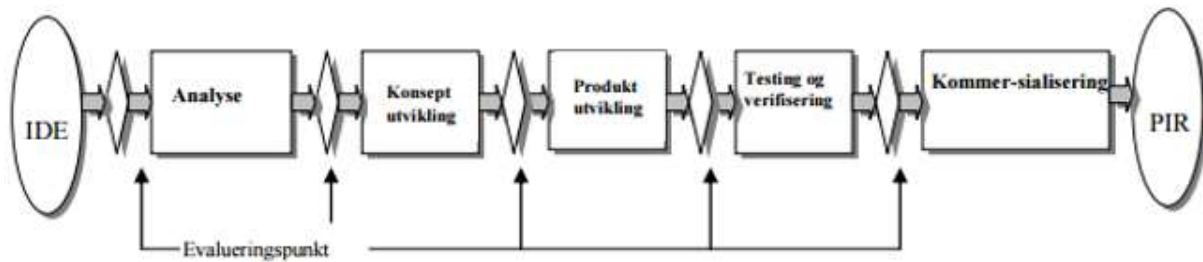 IDE
Analyse
Konsept
utvikling
Produkt
utvikling
Testing og
verifisering
Kommer-sialisering
PIR
Evalueringspunkt